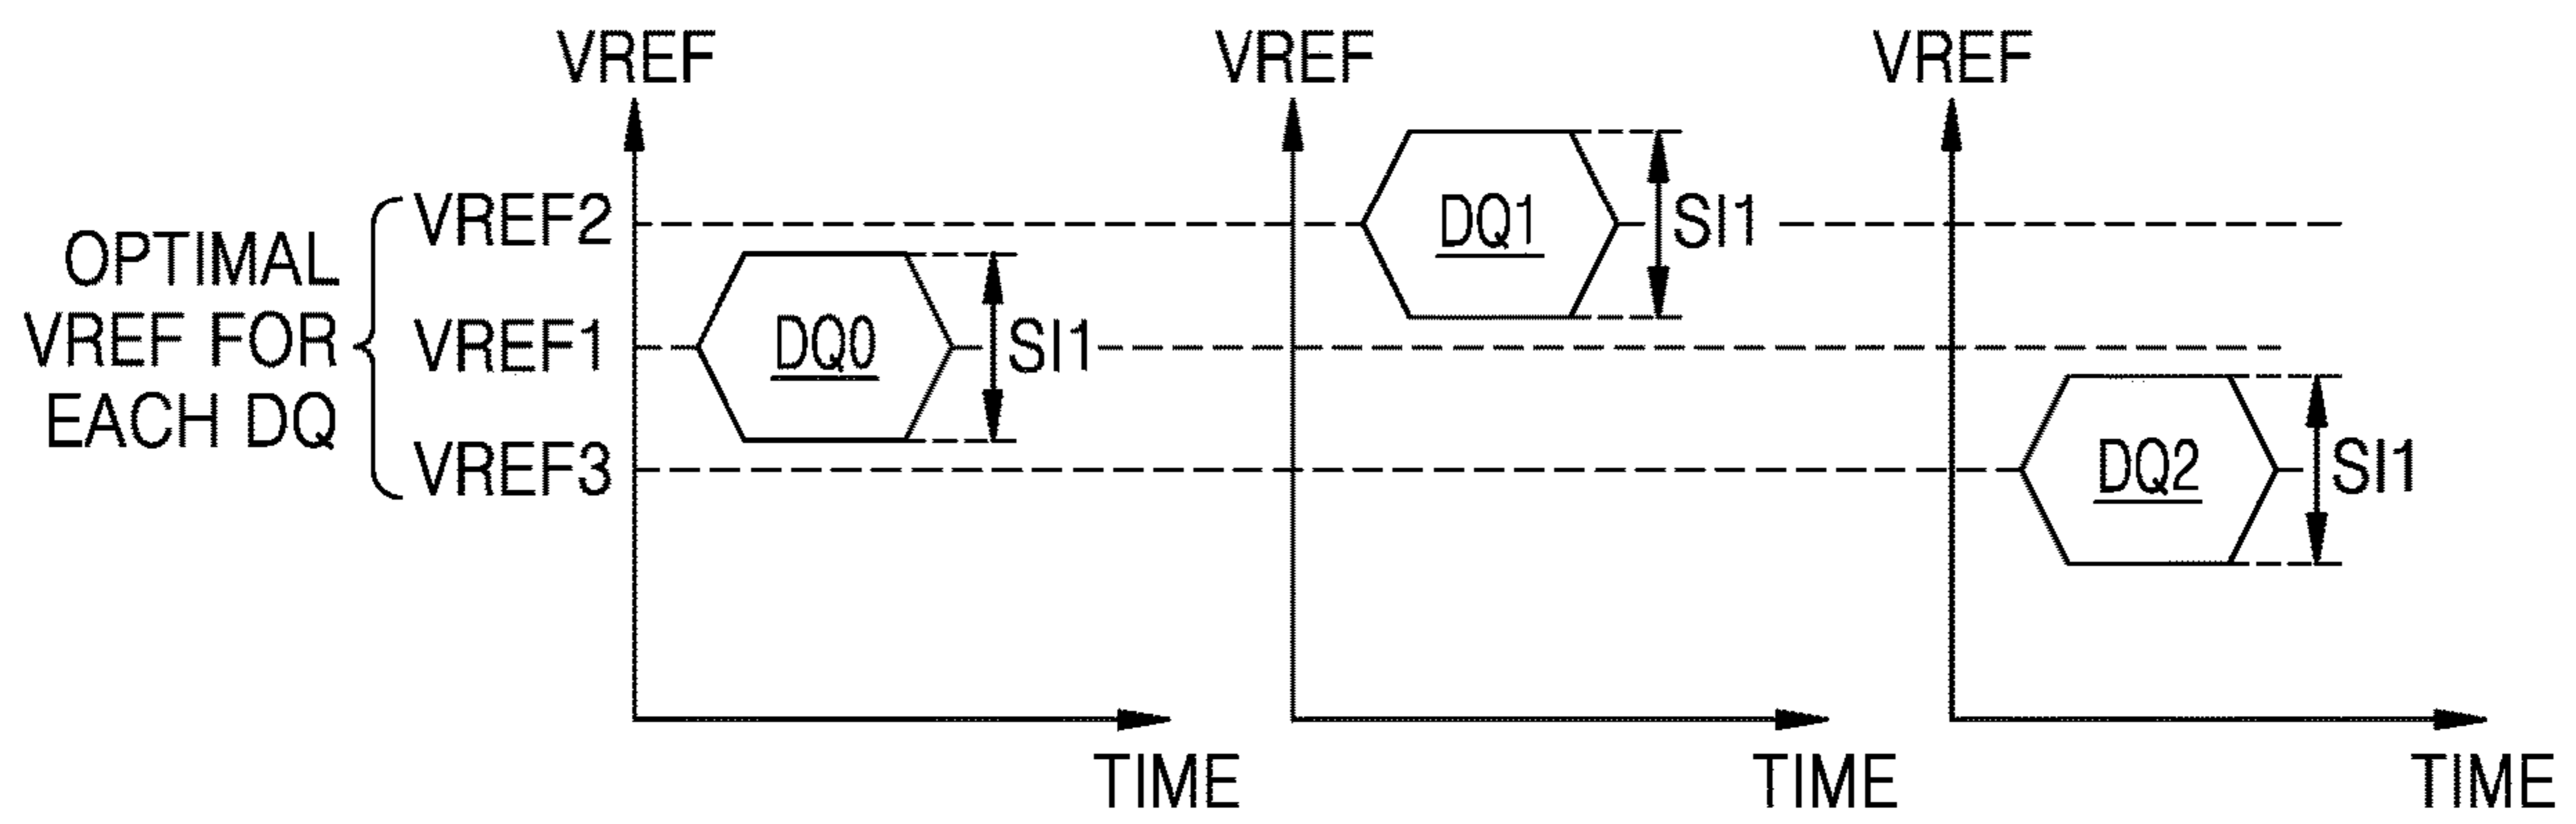 VREF
VREF
VREF
OPTIMAL
VREF FOR
EACH DQ
VREF2
VREF1
VREF3
DQ0
SI1
DQ1
SI1
DQ2
SI1
TIME
TIME
TIME